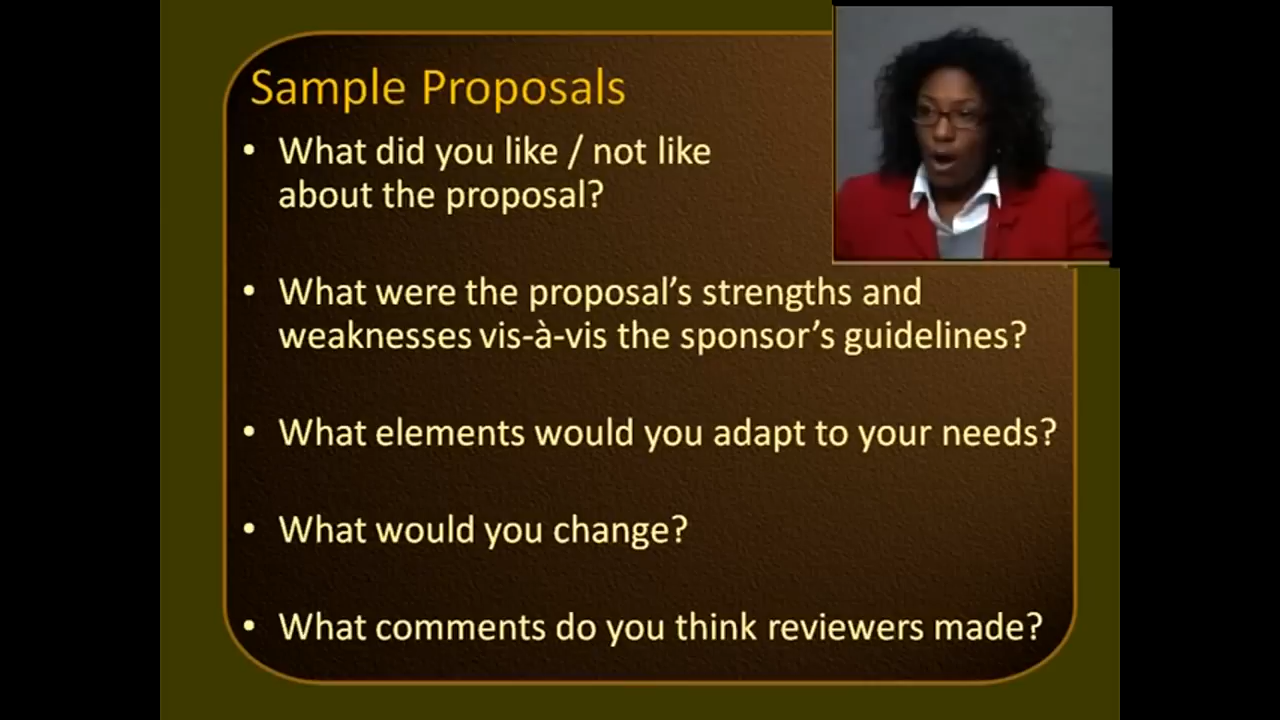 Sample Proposals
• What did you like / not like
about the proposal?
• What were the proposal’s strengths and
weaknesses vis-à-vis the sponsor’s guidelines?
• What elements would you adapt to your needs?
• What would you change?
• What comments do you think reviewers made?